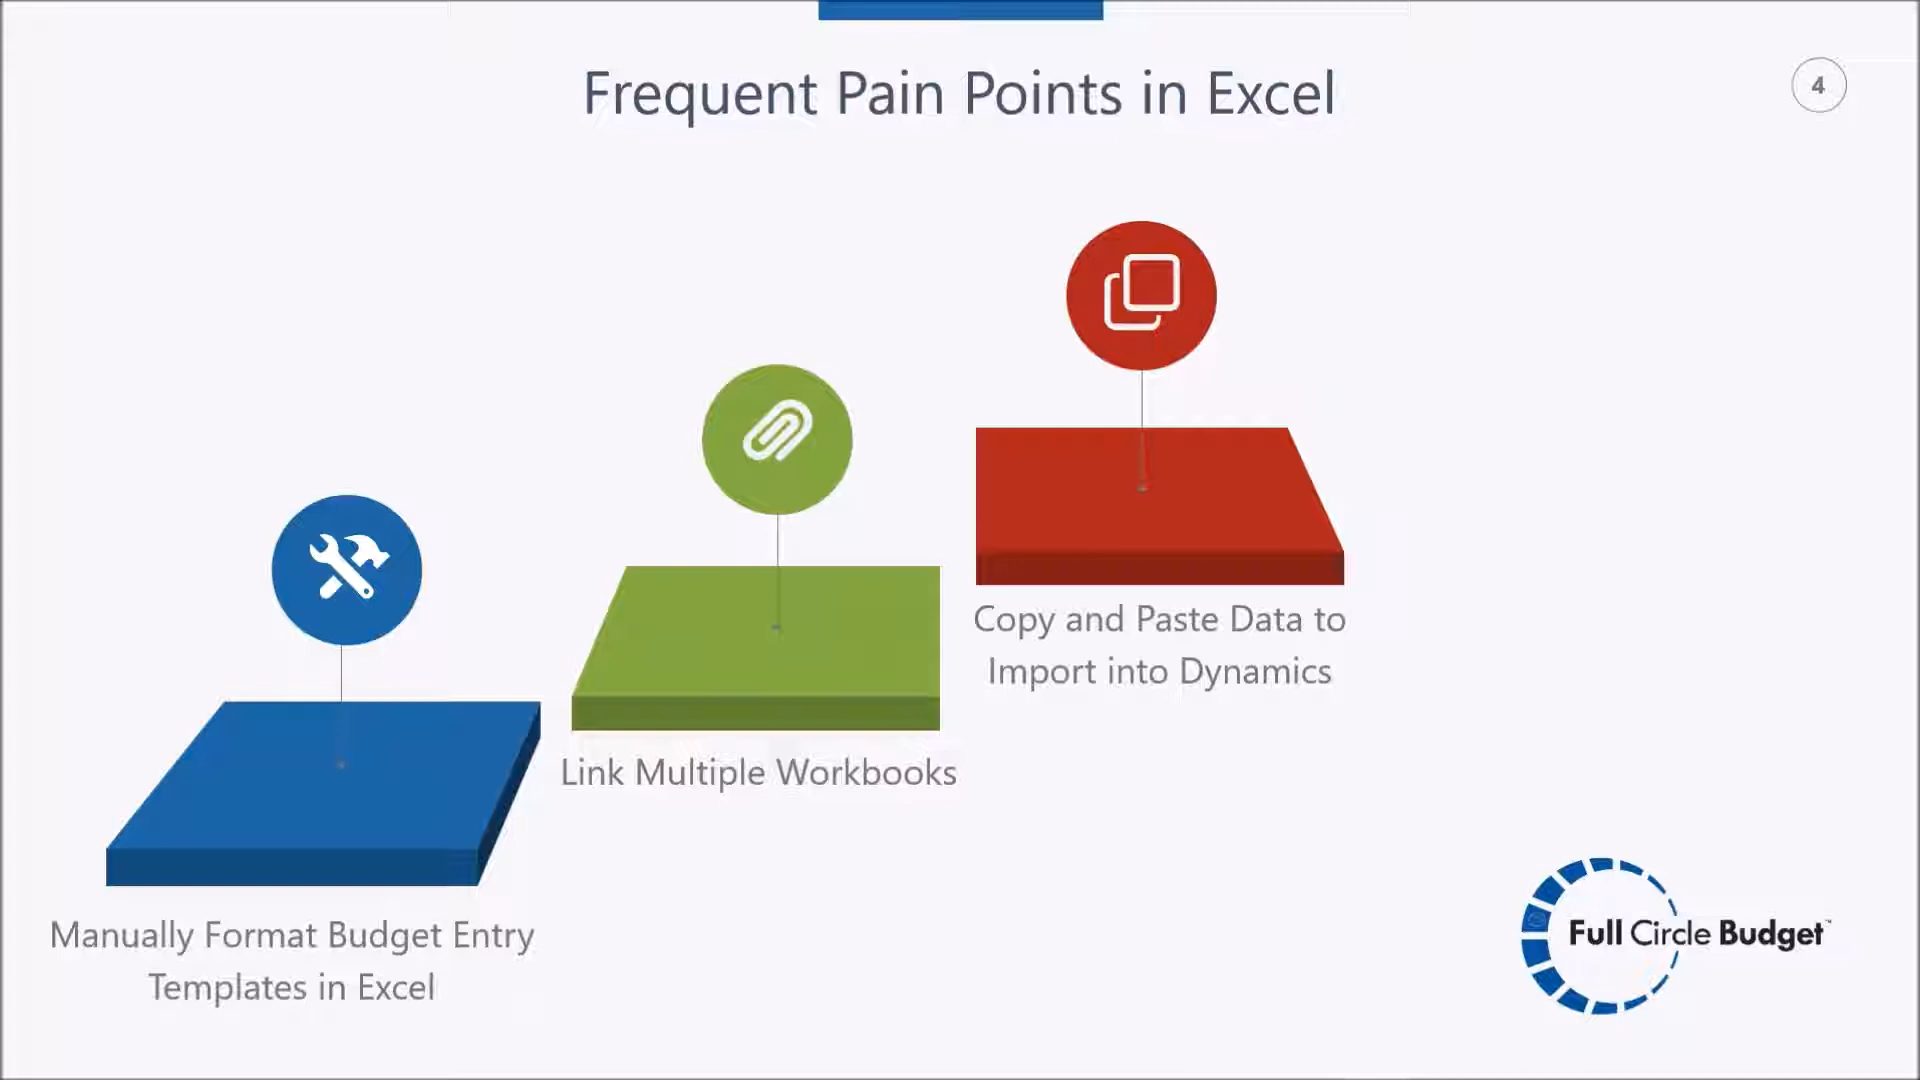 Frequent Pain Points in Excel
4
Copy and Paste Data to
Import into Dynamics
Link Multiple Workbooks
Manually Format Budget Entry
Templates in Excel
Full Circle Budget™